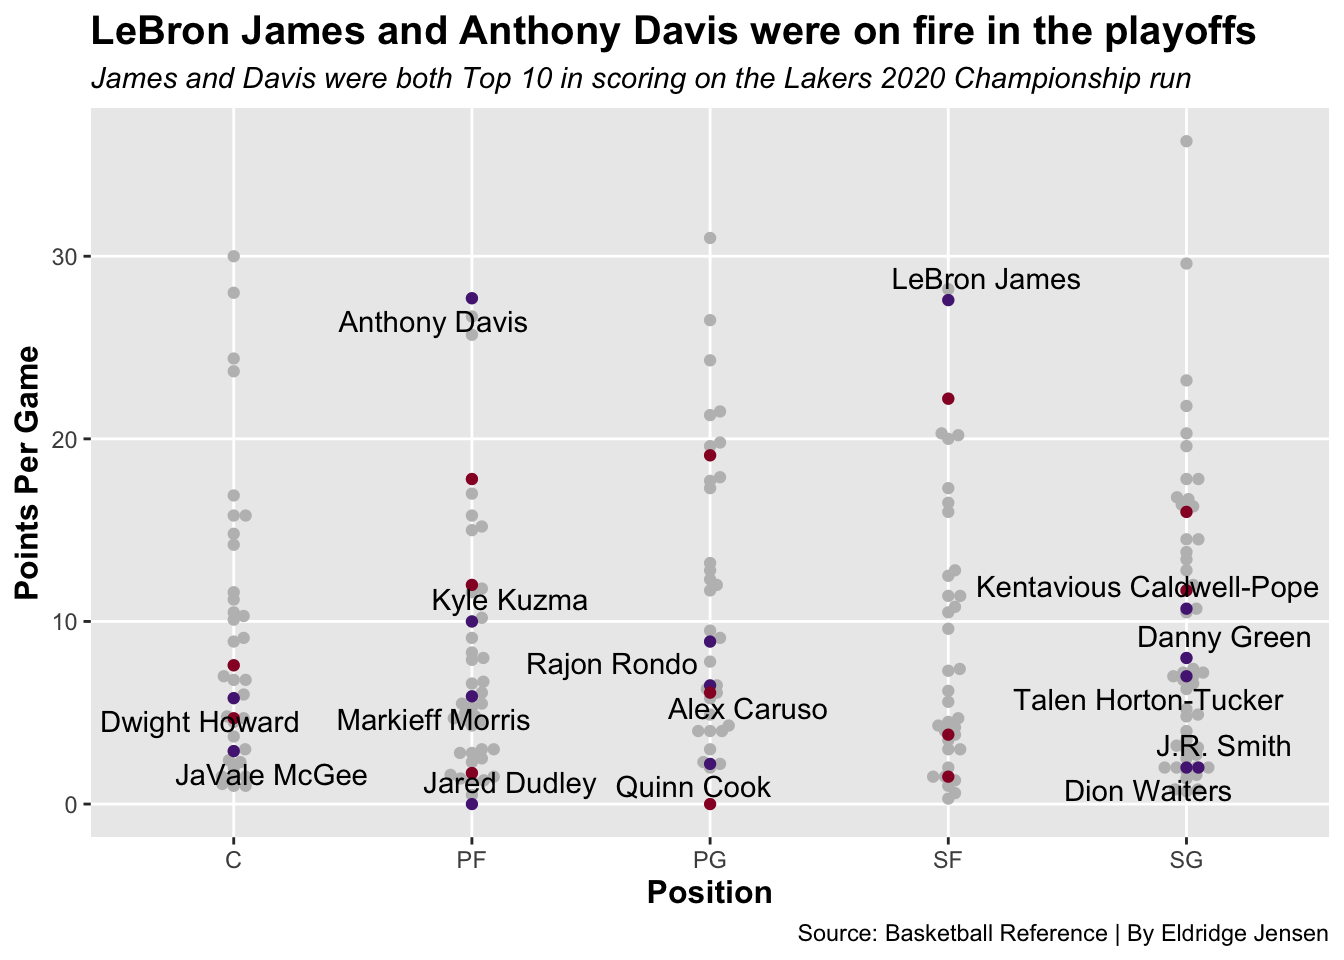 LeBron James and Anthony Davis were on fire in the playoffs
James and Davis were both Top 10 in scoring on the Lakers 2020 Championship run
Points Per Game
30
20
10
0
LeBron James
Anthony Davis
Kentavious Caldwell-Pope
Kyle Kuzma
Danny Green
Rajon Rondo
Talen Horton-Tucker
Alex Caruso
Dwight Howard
Markieff Morris
J.R. Smith
JaVale McGee
Jared Dudley
Quinn Cook
Dion Waiters
C
PF
PG
SF
SG
Position
Source: Basketball Reference | By Eldridge Jensen